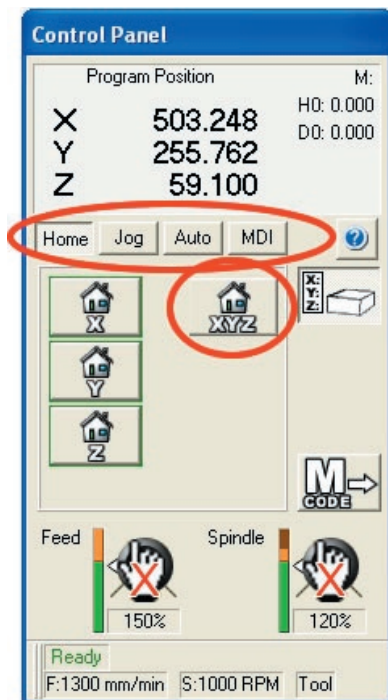 Control Panel
Program Position M:
X 503.248 H0: 0.000
Y 255.762 D0: 0.000
Z 59.100
Home Jog Auto MDI ?
X XYZ X:
Y:
Z:
Y
Z
M
CODE
Feed Spindle
150% 120%
Ready
F:1300 mm/min S:1000 RPM Tool